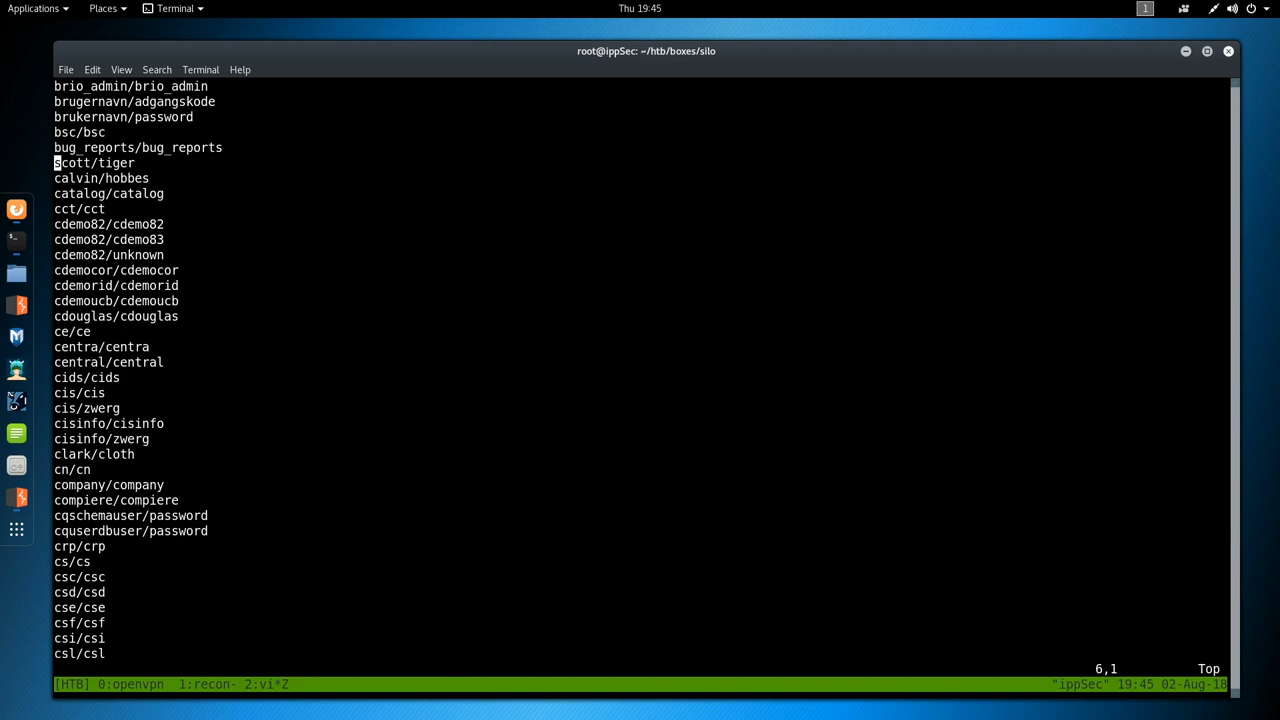 Applications Places Terminal Thu 19:45 1
root@ippSec: ~/htb/boxes/silo
File Edit View Search Terminal Help
brio_admin/brio_admin
brugernavn/adgangskode
brukernavn/password
bsc/bsc
bug_reports/bug_reports
scott/tiger
calvin/hobbes
catalog/catalog
cct/cct
cdemo82/cdemo82
cdemo82/cdemo83
cdemo82/unknown
cdemocor/cdemocor
cdemorid/cdemorid
cdemoucb/cdemoucb
cdouglas/cdouglas
ce/ce
centra/centra
central/central
cids/cids
cis/cis
cis/zwerg
cisinfo/cisinfo
cisinfo/zwerg
clark/cloth
cn/cn
company/company
compiere/compiere
cqschemauser/password
cquserdbuser/password
crp/crp
cs/cs
csc/csc
csd/csd
cse/cse
csf/csf
csi/csi
csl/csl
6,1 Top
[HTB] 0:openvpn 1:recon- 2:vi*Z "ippSec" 19:45 02-Aug-18